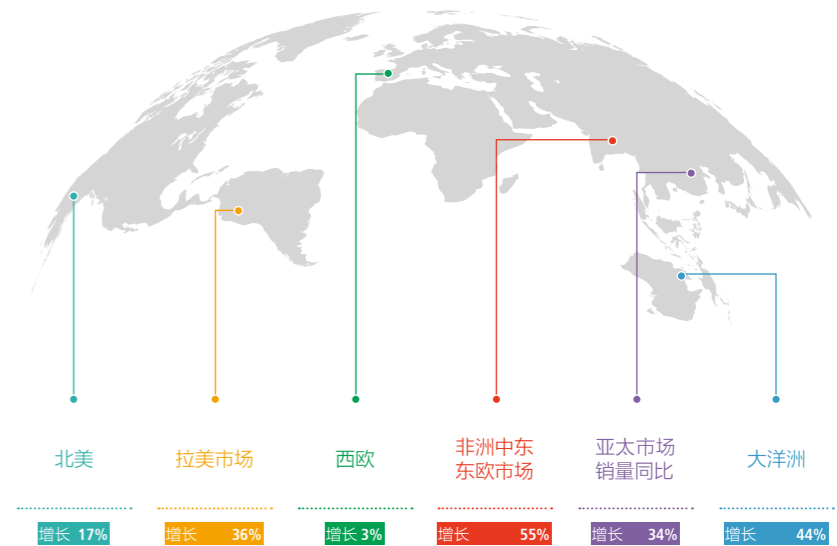 北美
拉美市场
西欧
非洲中东
东欧市场
亚太市场
销量同比
大洋洲
增长 17%
增长 36%
增长 3%
增长 55%
增长 34%
增长 44%